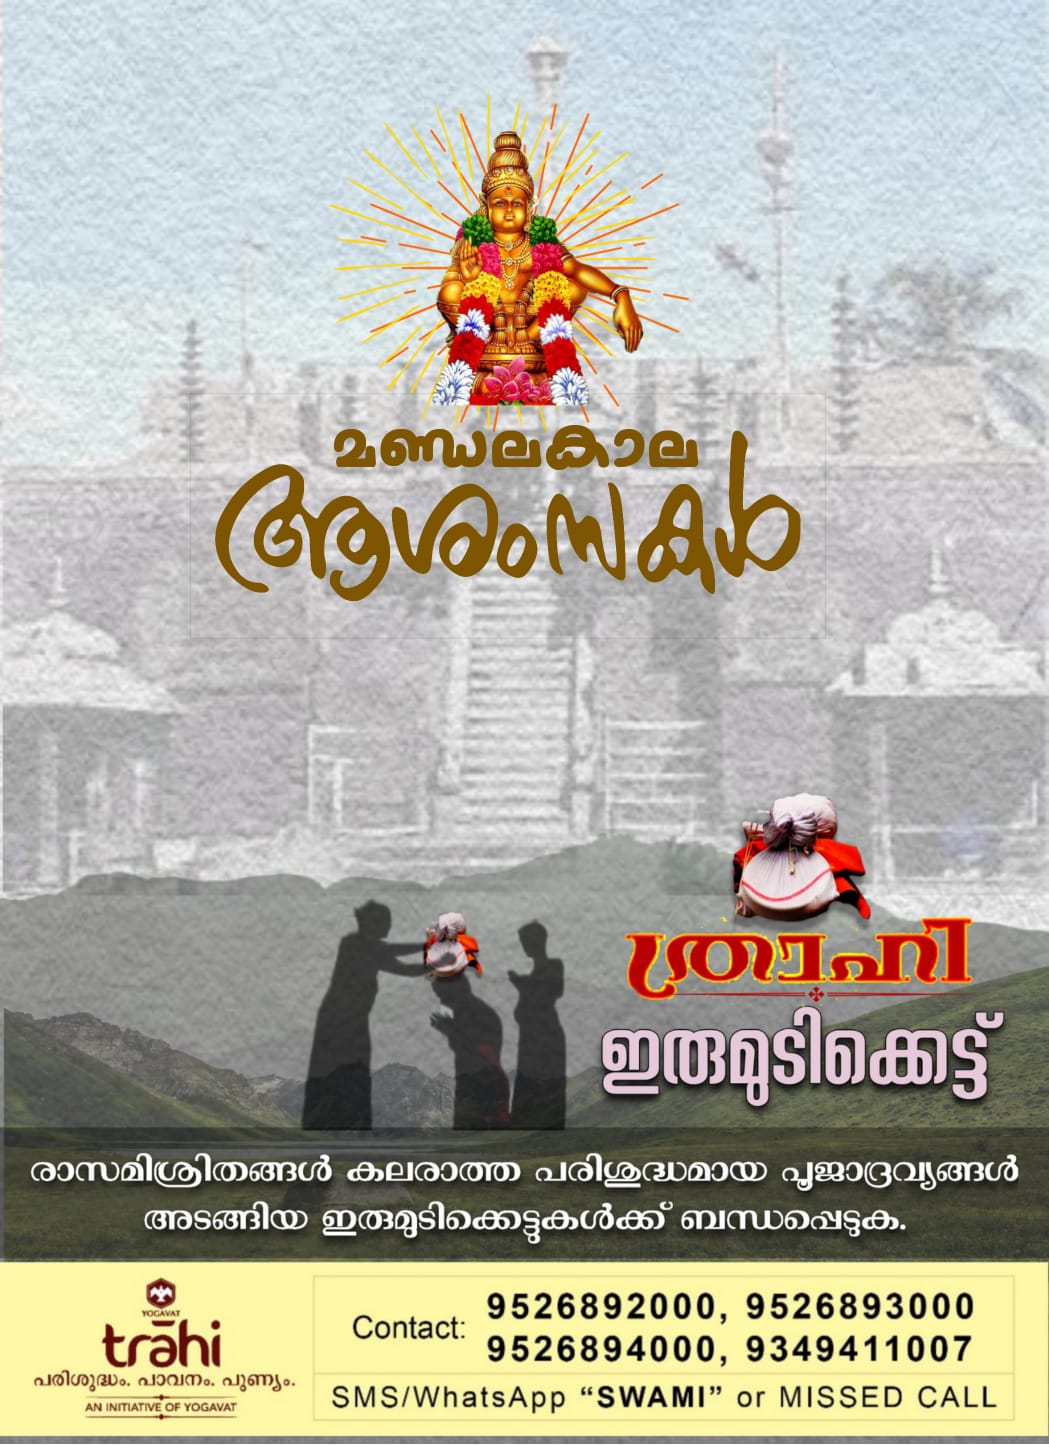 മണ്ഡലകാല
ആശംസകൾ
ത്രാഹി
ഇരുമുടിക്കെട്ട്
രാസമിശ്രിതങ്ങൾ കലരാത്ത പരിശുദ്ധമായ പൂജാദ്രവ്യങ്ങൾ
അടങ്ങിയ ഇരുമുടിക്കെട്ടുകൾക്ക് ബന്ധപ്പെടുക.
YOGAVAT
trāhi
പരിശുദ്ധം. പാവനം. പുണ്യം.
AN INITIATIVE OF YOGAVAT
Contact: 9526892000, 9526893000
9526894000, 9349411007
SMS/WhatsApp “SWAMI” or MISSED CALL